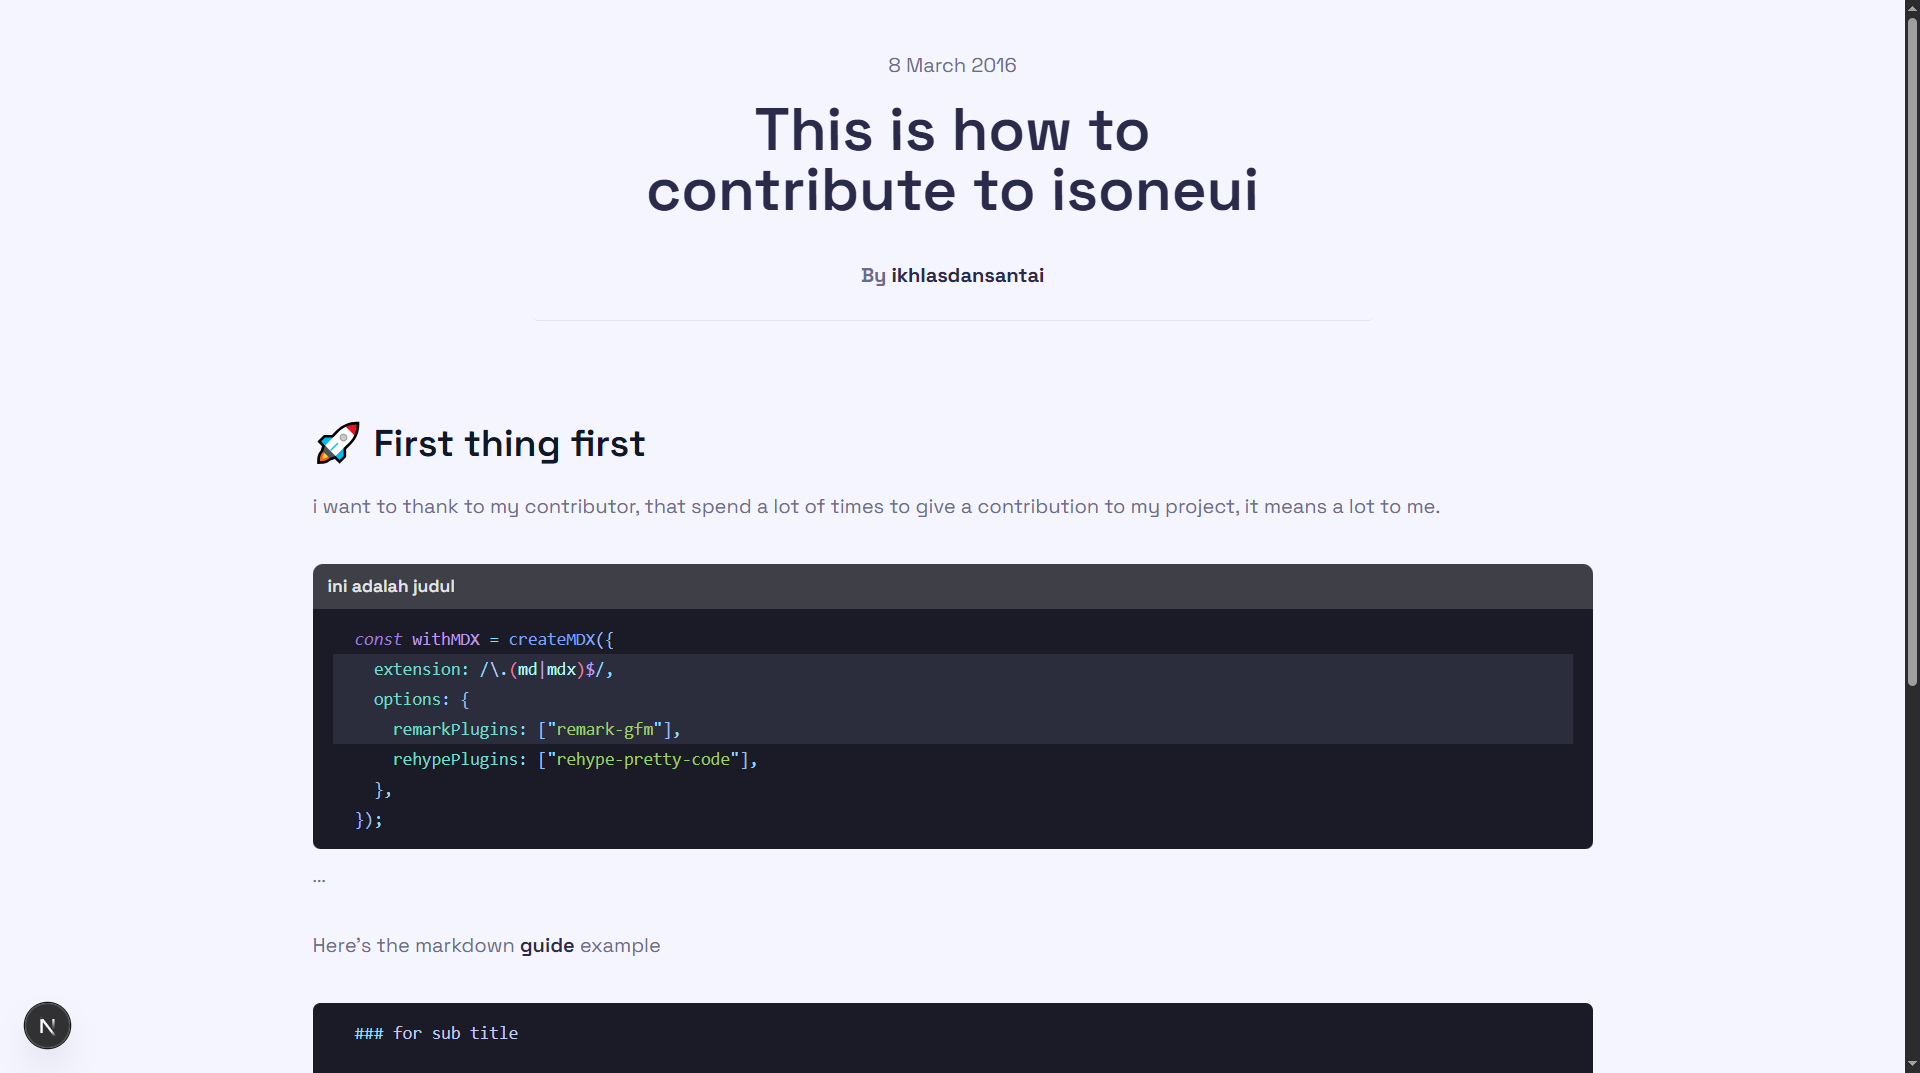 8 March 2016
This is how to
contribute to isoneui
By ikhlasdansantai
🚀 First thing first
i want to thank to my contributor, that spend a lot of times to give a contribution to my project, it means a lot to me.
ini adalah judul
const withMDX = createMDX({
  extension: /\.(md|mdx)$/,
  options: {
    remarkPlugins: ["remark-gfm"],
    rehypePlugins: ["rehype-pretty-code"],
  },
});
...
Here's the markdown guide example
N
### for sub title